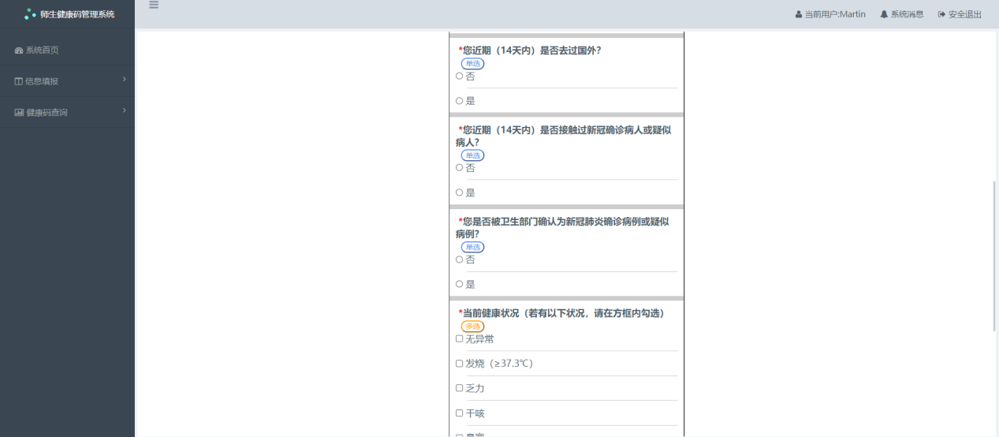 师生健康码管理系统
当前用户:Martin 系统消息 安全退出
系统首页
信息填报
健康码查询
*您近期（14天内）是否去过国外？
单选
否
是
*您近期（14天内）是否接触过新冠确诊病人或疑似
病人？
单选
否
是
*您是否被卫生部门确认为新冠肺炎确诊病例或疑似
病例？
单选
否
是
*当前健康状况（若有以下状况，请在方框内勾选）
多选
无异常
发烧（≥37.3℃）
乏力
干咳